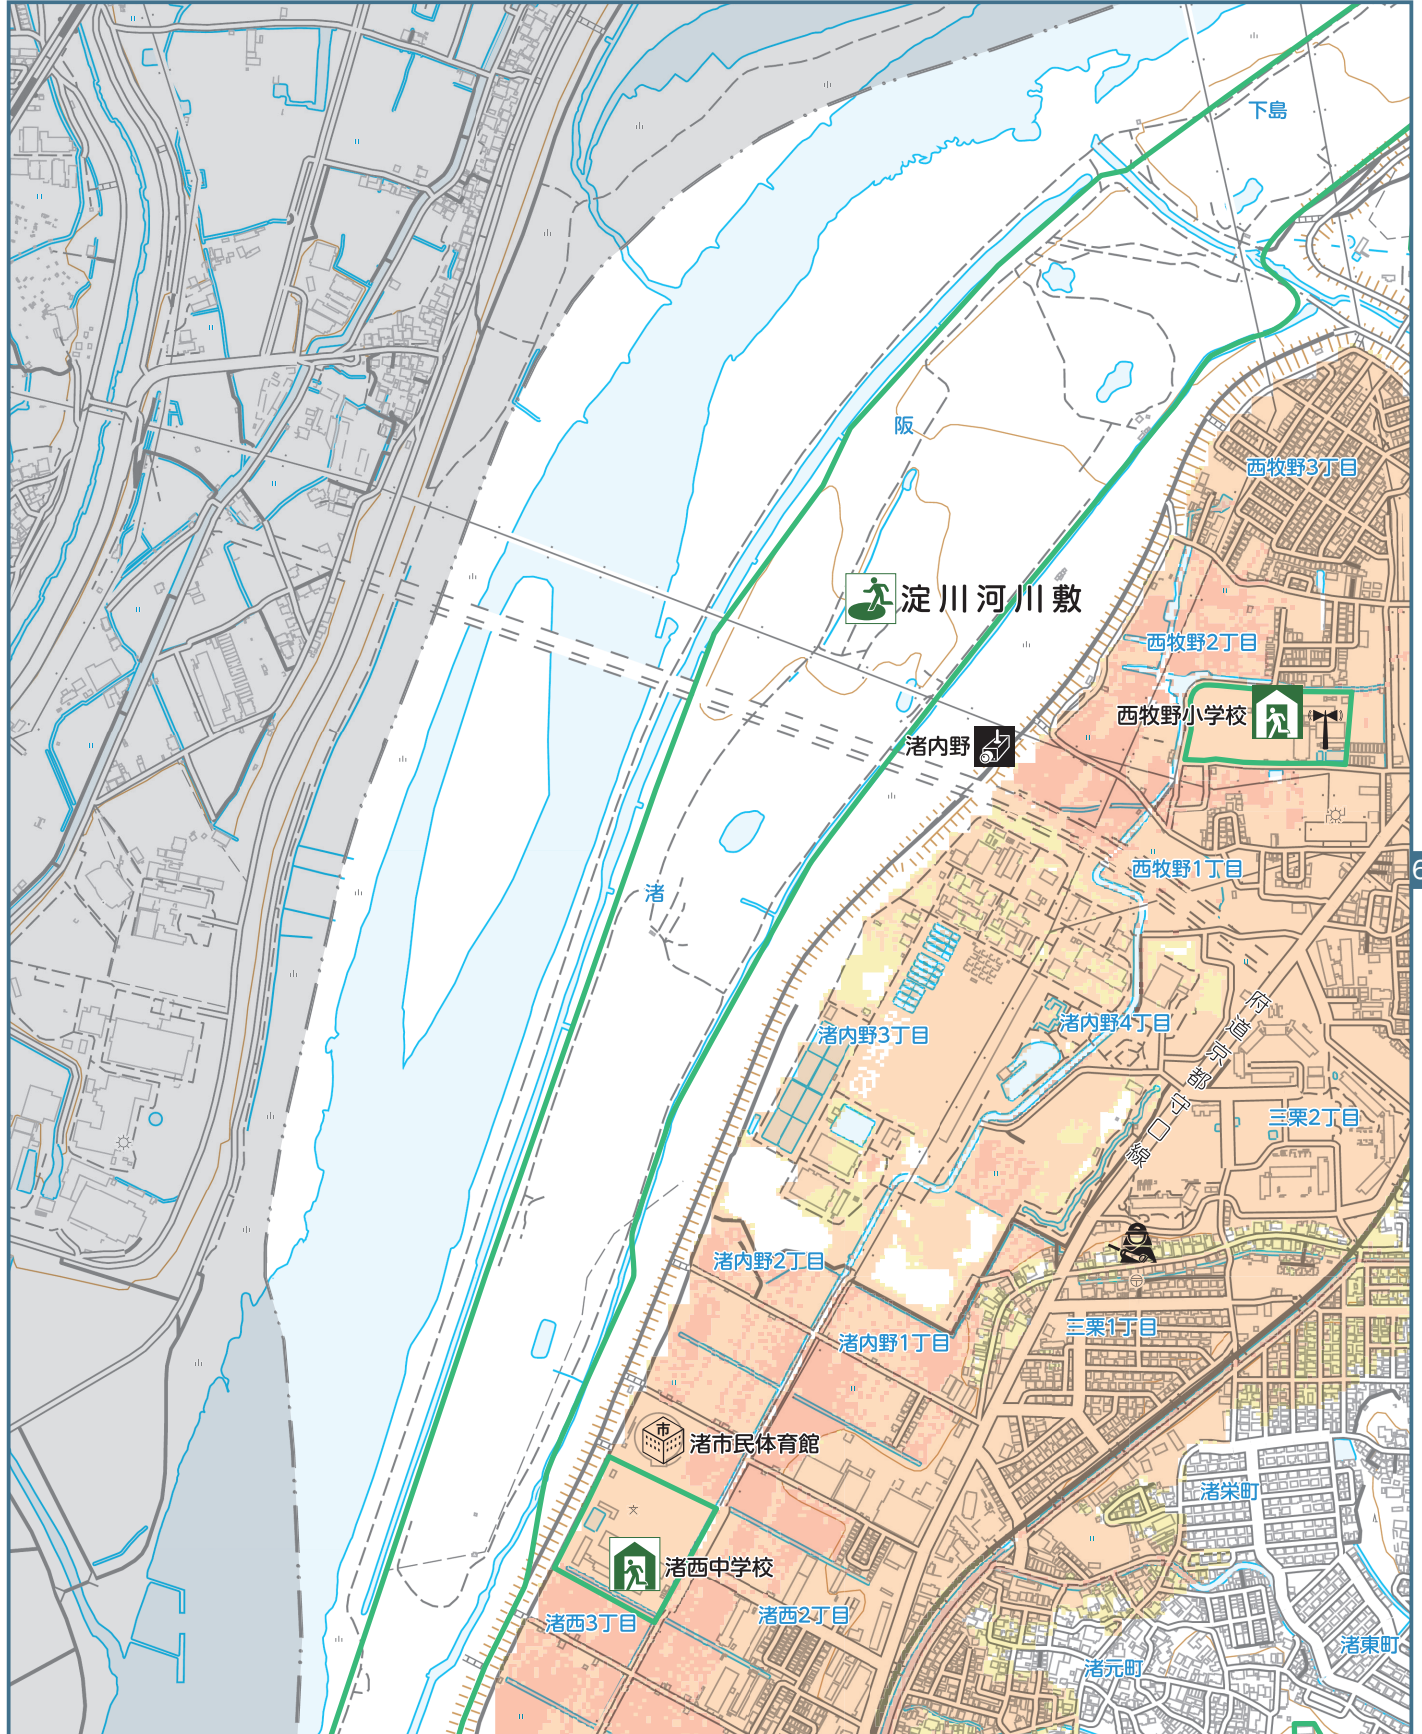 下島
阪
西牧野3丁目
淀川河川敷
西牧野2丁目
西牧野小学校
渚内野
6
西牧野1丁目
渚
府道京都守口線
渚内野3丁目
渚内野4丁目
三栗2丁目
渚内野2丁目
三栗1丁目
渚内野1丁目
市
渚市民体育館
渚栄町
文
渚西中学校
渚西3丁目
渚西2丁目
渚東町
渚元町